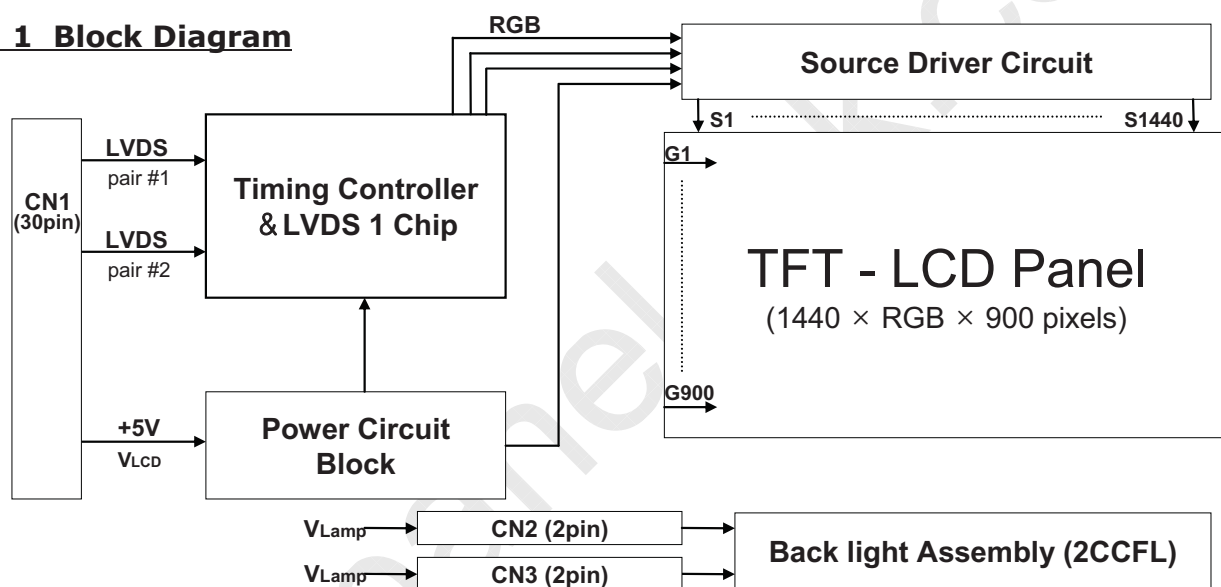 1 Block Diagram
RGB
Source Driver Circuit
S1
S1440
CN1
(30pin)
LVDS
pair #1
LVDS
pair #2
Timing Controller
&LVDS 1 Chip
G1
TFT - LCD Panel
(1440 × RGB × 900 pixels)
G900
+5V
VLCD
Power Circuit
Block
VLamp
CN2 (2pin)
VLamp
CN3 (2pin)
Back light Assembly (2CCFL)